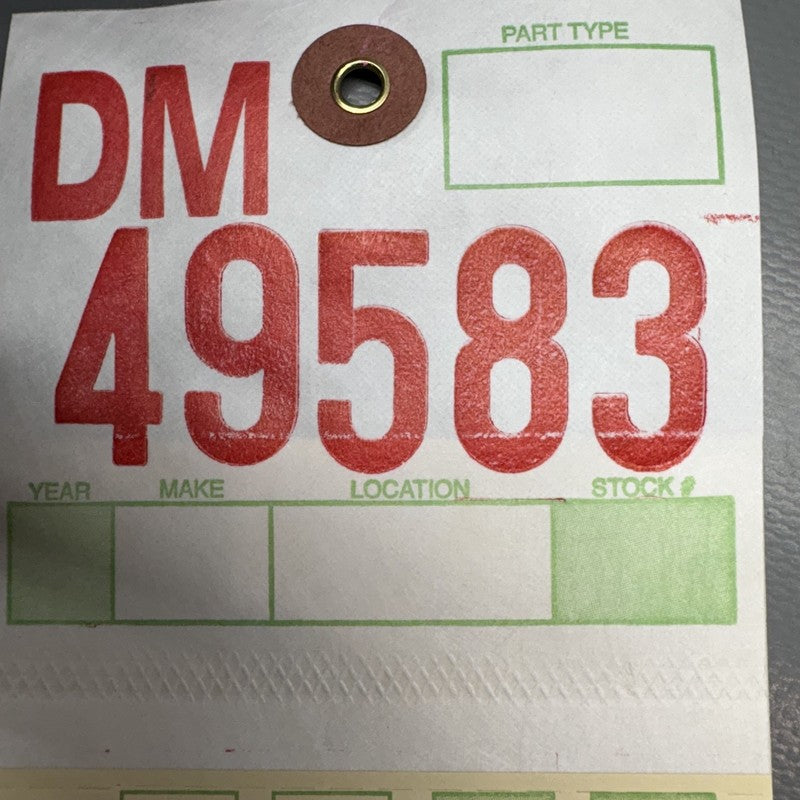 DM
PART TYPE
49583
YEAR MAKE LOCATION STOCK #